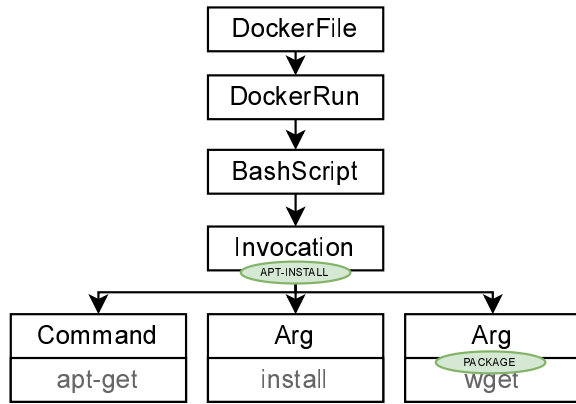 DockerFile
DockerRun
BashScript
Invocation
APT-INSTALL
Command
Arg
Arg
PACKAGE
apt-get
install
wget